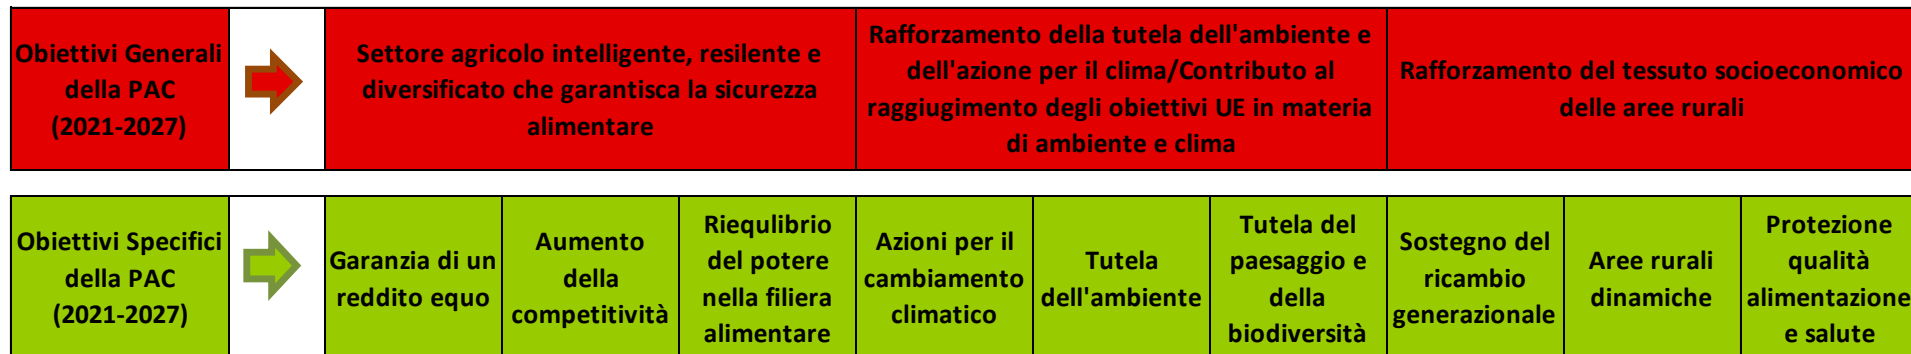 Obiettivi Generali
della PAC
(2021-2027)
Settore agricolo intelligente, resilente e
diversificato che garantisca la sicurezza
alimentare
Rafforzamento della tutela dell'ambiente e
dell'azione per il clima/Contributo al
raggiugimento degli obiettivi UE in materia
di ambiente e clima
Rafforzamento del tessuto socioeconomico
delle aree rurali
Obiettivi Specifici
della PAC
(2021-2027)
Garanzia di un
reddito equo
Aumento
della
competitività
Riequlibrio
del potere
nella filiera
alimentare
Azioni per il
cambiamento
climatico
Tutela
dell'ambiente
Tutela del
paesaggio e
della
biodiversità
Sostegno del
ricambio
generazionale
Aree rurali
dinamiche
Protezione
qualità
alimentazione
e salute